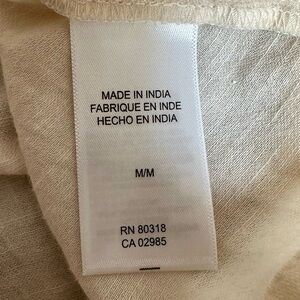 MADE IN INDIA
FABRIQUE EN INDE
HECHO EN INDIA
M/M
RN 80318
CA 02985